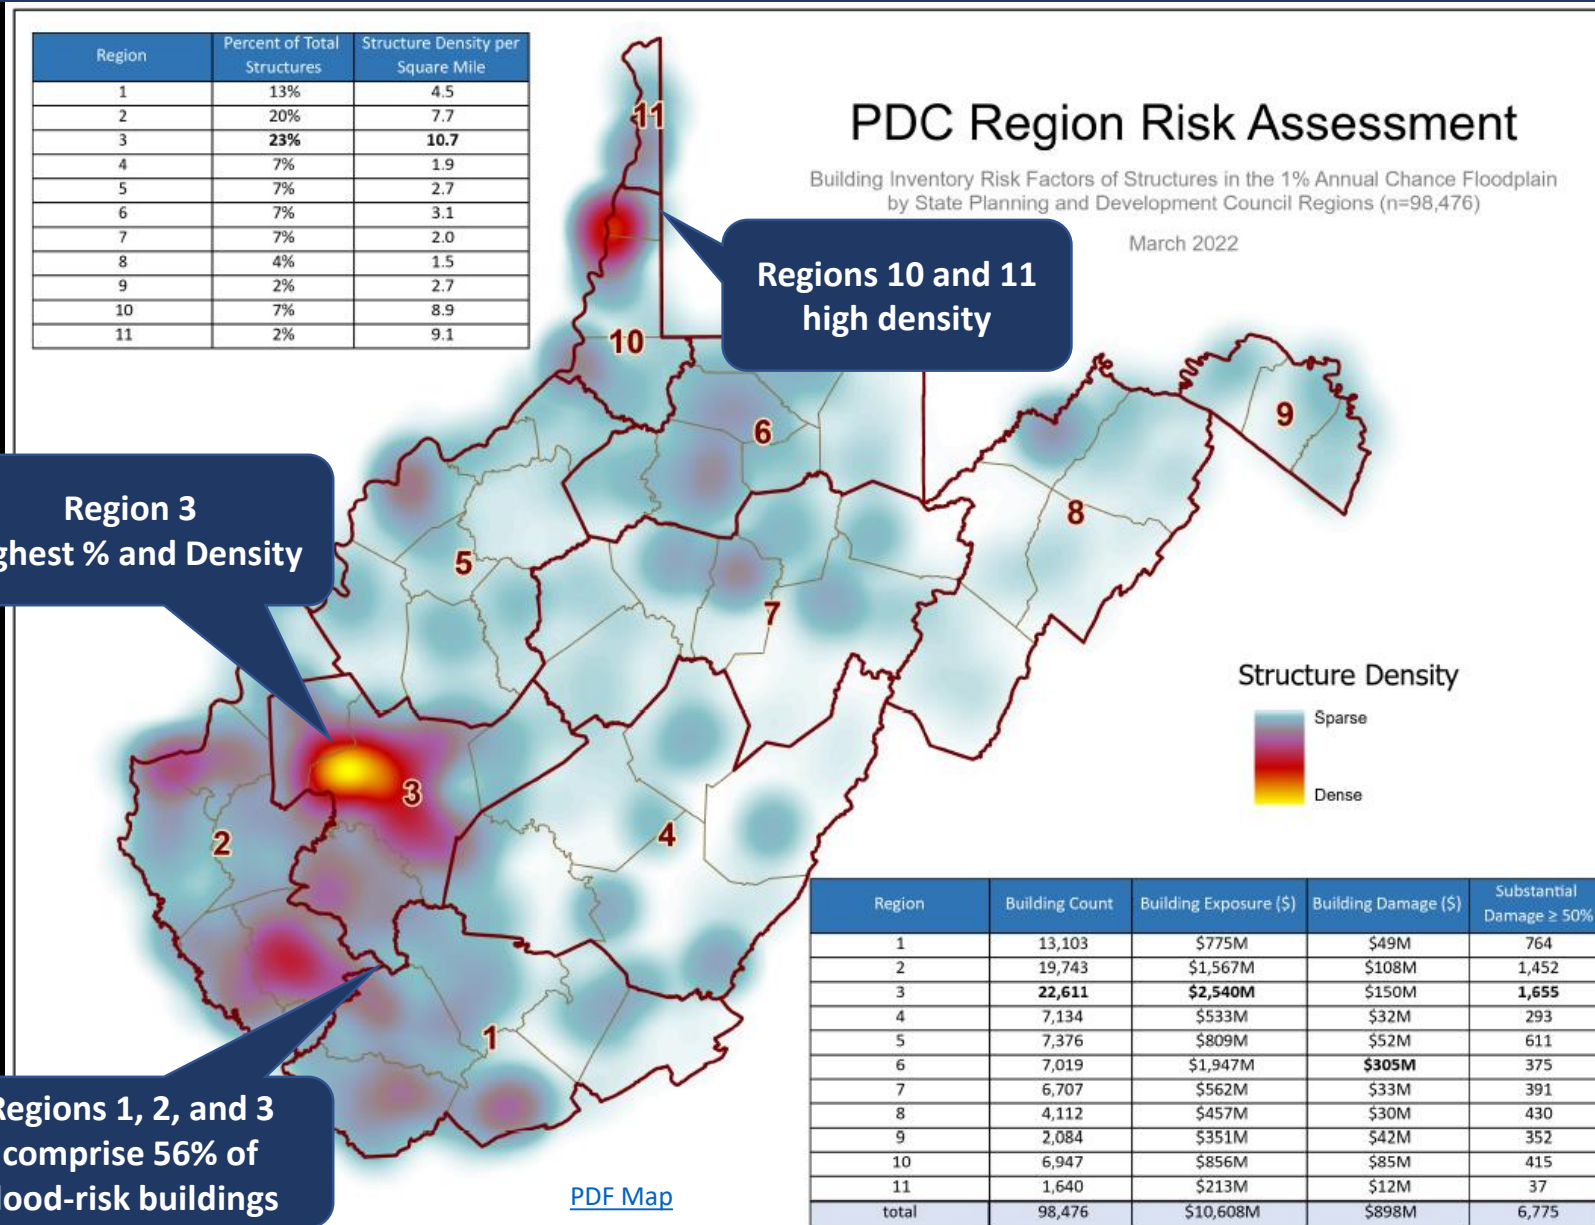 Region Percent of Total Structures Structure Density per Square Mile
1 13% 4.5
2 20% 7.7
3 23% 10.7
4 7% 1.9
5 7% 2.7
6 7% 3.1
7 7% 2.0
8 4% 1.5
9 2% 2.7
10 7% 8.9
11 2% 9.1
PDC Region Risk Assessment
Building Inventory Risk Factors of Structures in the 1% Annual Chance Floodplain
by State Planning and Development Council Regions (n=98,476)
March 2022
Regions 10 and 11
high density
Region 3
ghest % and Density
Regions 1, 2, and 3
comprise 56% of
lood-risk buildings
11
10
6
9
8
5
7
3
2
4
1
Structure Density
Sparse
Dense
Region Building Count Building Exposure ($) Building Damage ($) Substantial Damage ≥ 50%
1 13,103 $775M $49M 764
2 19,743 $1,567M $108M 1,452
3 22,611 $2,540M $150M 1,655
4 7,134 $533M $32M 293
5 7,376 $809M $52M 611
6 7,019 $1,947M $305M 375
7 6,707 $562M $33M 391
8 4,112 $457M $30M 430
9 2,084 $351M $42M 352
10 6,947 $856M $85M 415
11 1,640 $213M $12M 37
total 98,476 $10,608M $898M 6,775
PDF Map